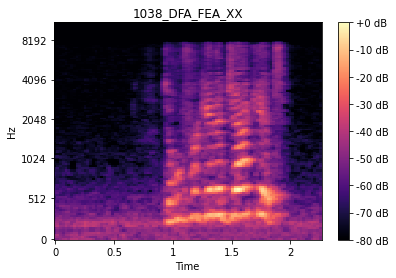 1038_DFA_FEA_XX
+0 dB
8192
-10 dB
4096
-20 dB
-30 dB
2048
Hz
-40 dB
1024
-50 dB
512
-60 dB
-70 dB
0
-80 dB
0 0.5 1 1.5 2
Time